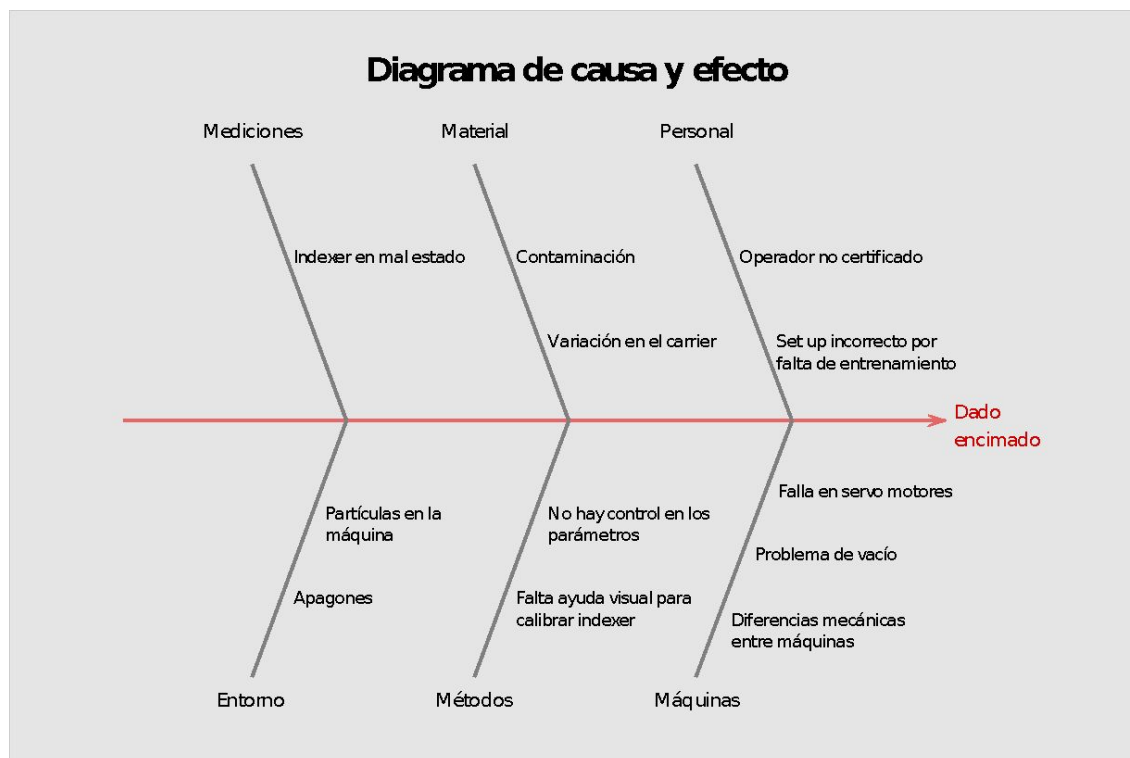 Diagrama de causa y efecto
Mediciones
Material
Personal
Indexer en mal estado
Contaminación
Operador no certificado
Variación en el carrier
Set up incorrecto por
falta de entrenamiento
Dado
encimado
Falla en servo motores
Partículas en la
máquina
No hay control en los
parámetros
Problema de vacío
Apagones
Falta ayuda visual para
calibrar indexer
Diferencias mecánicas
entre máquinas
Entorno
Métodos
Máquinas